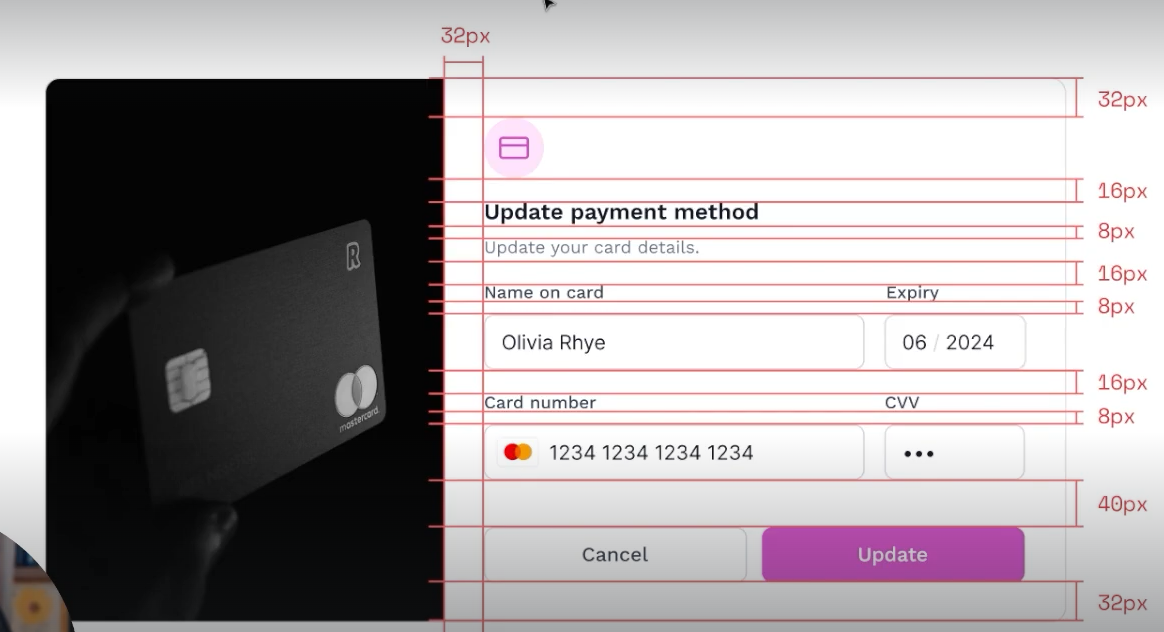 32px
32px
16px
Update payment method
8px
Update your card details.
16px
Name on card Expiry
8px
Olivia Rhye 06 / 2024
16px
Card number CVV
8px
1234 1234 1234 1234 •••
40px
Cancel Update
32px
R
mastercard.